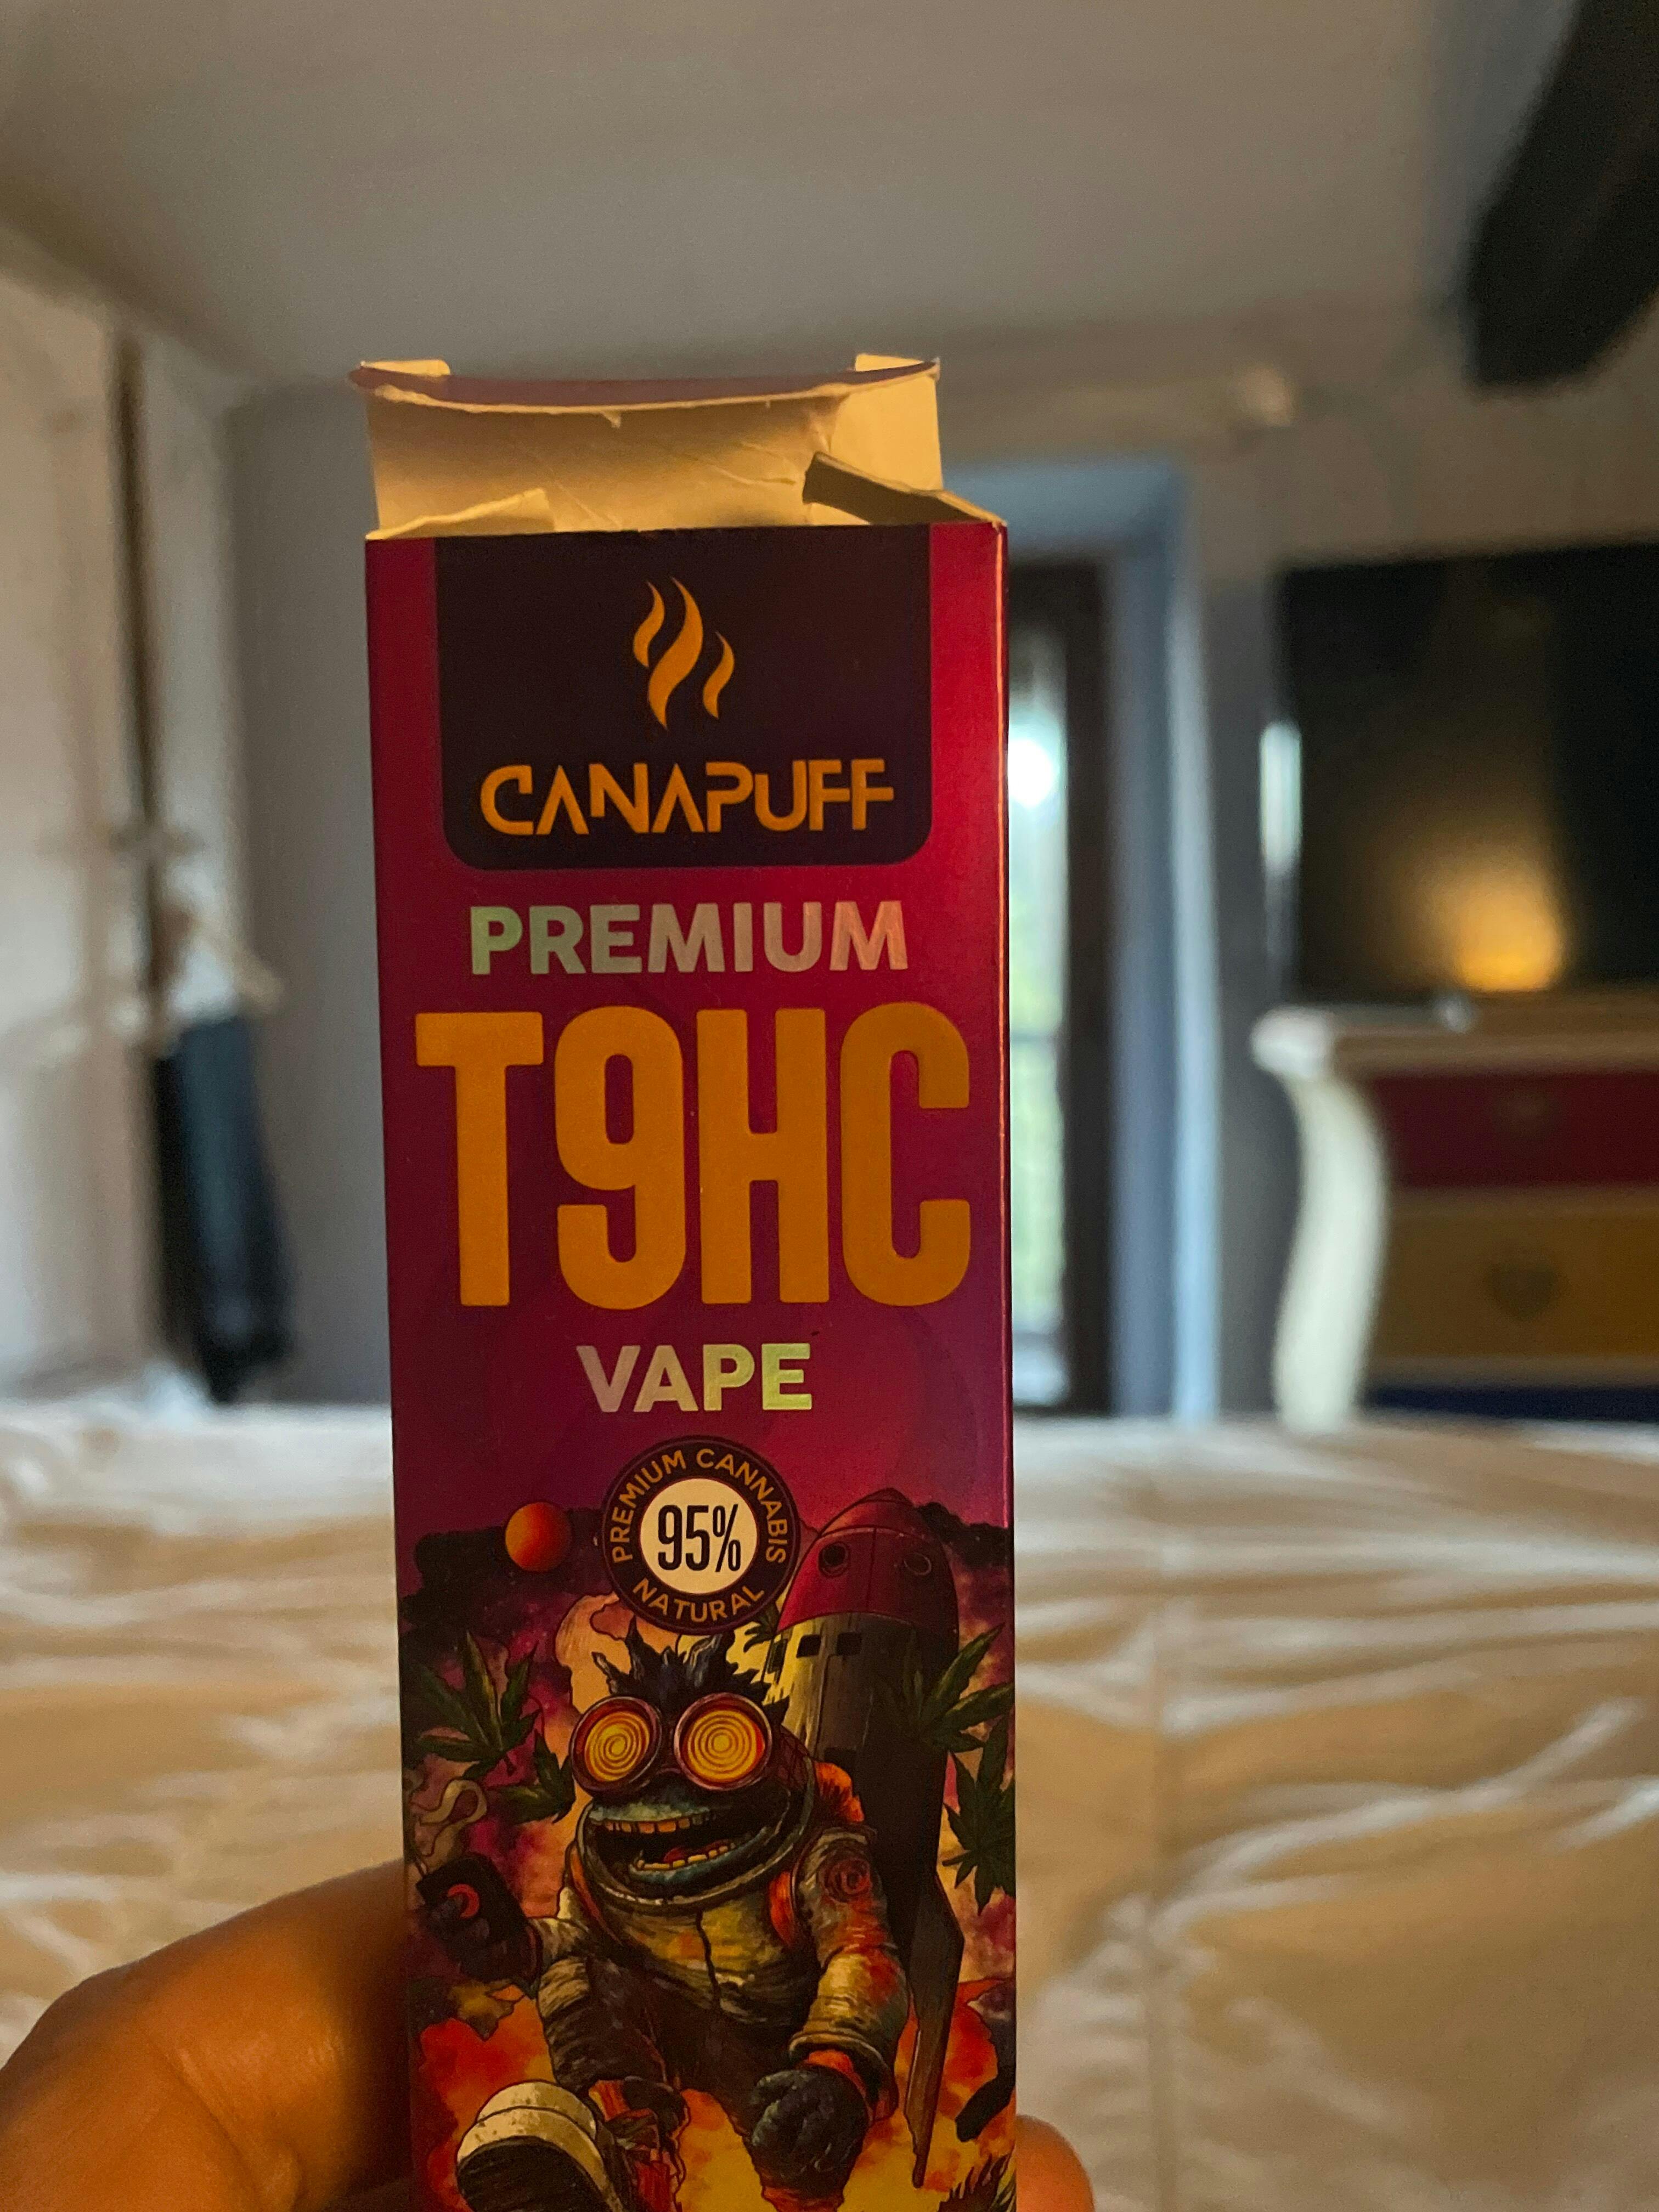 CANAPUFF
PREMIUM
T9HC
VAPE
PREMIUM CANNABIS
95%
NATURAL